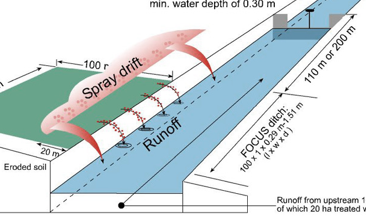 min. water depth of 0.30 m
100 r
Spray drift
110 m or 200 m
Runoff
20 m
FOCUS ditch:
100 x 1 x 0.29 m-1.51 m
(l x w x d)
Eroded soil
Runoff from upstream 1
of which 20 ha treated w